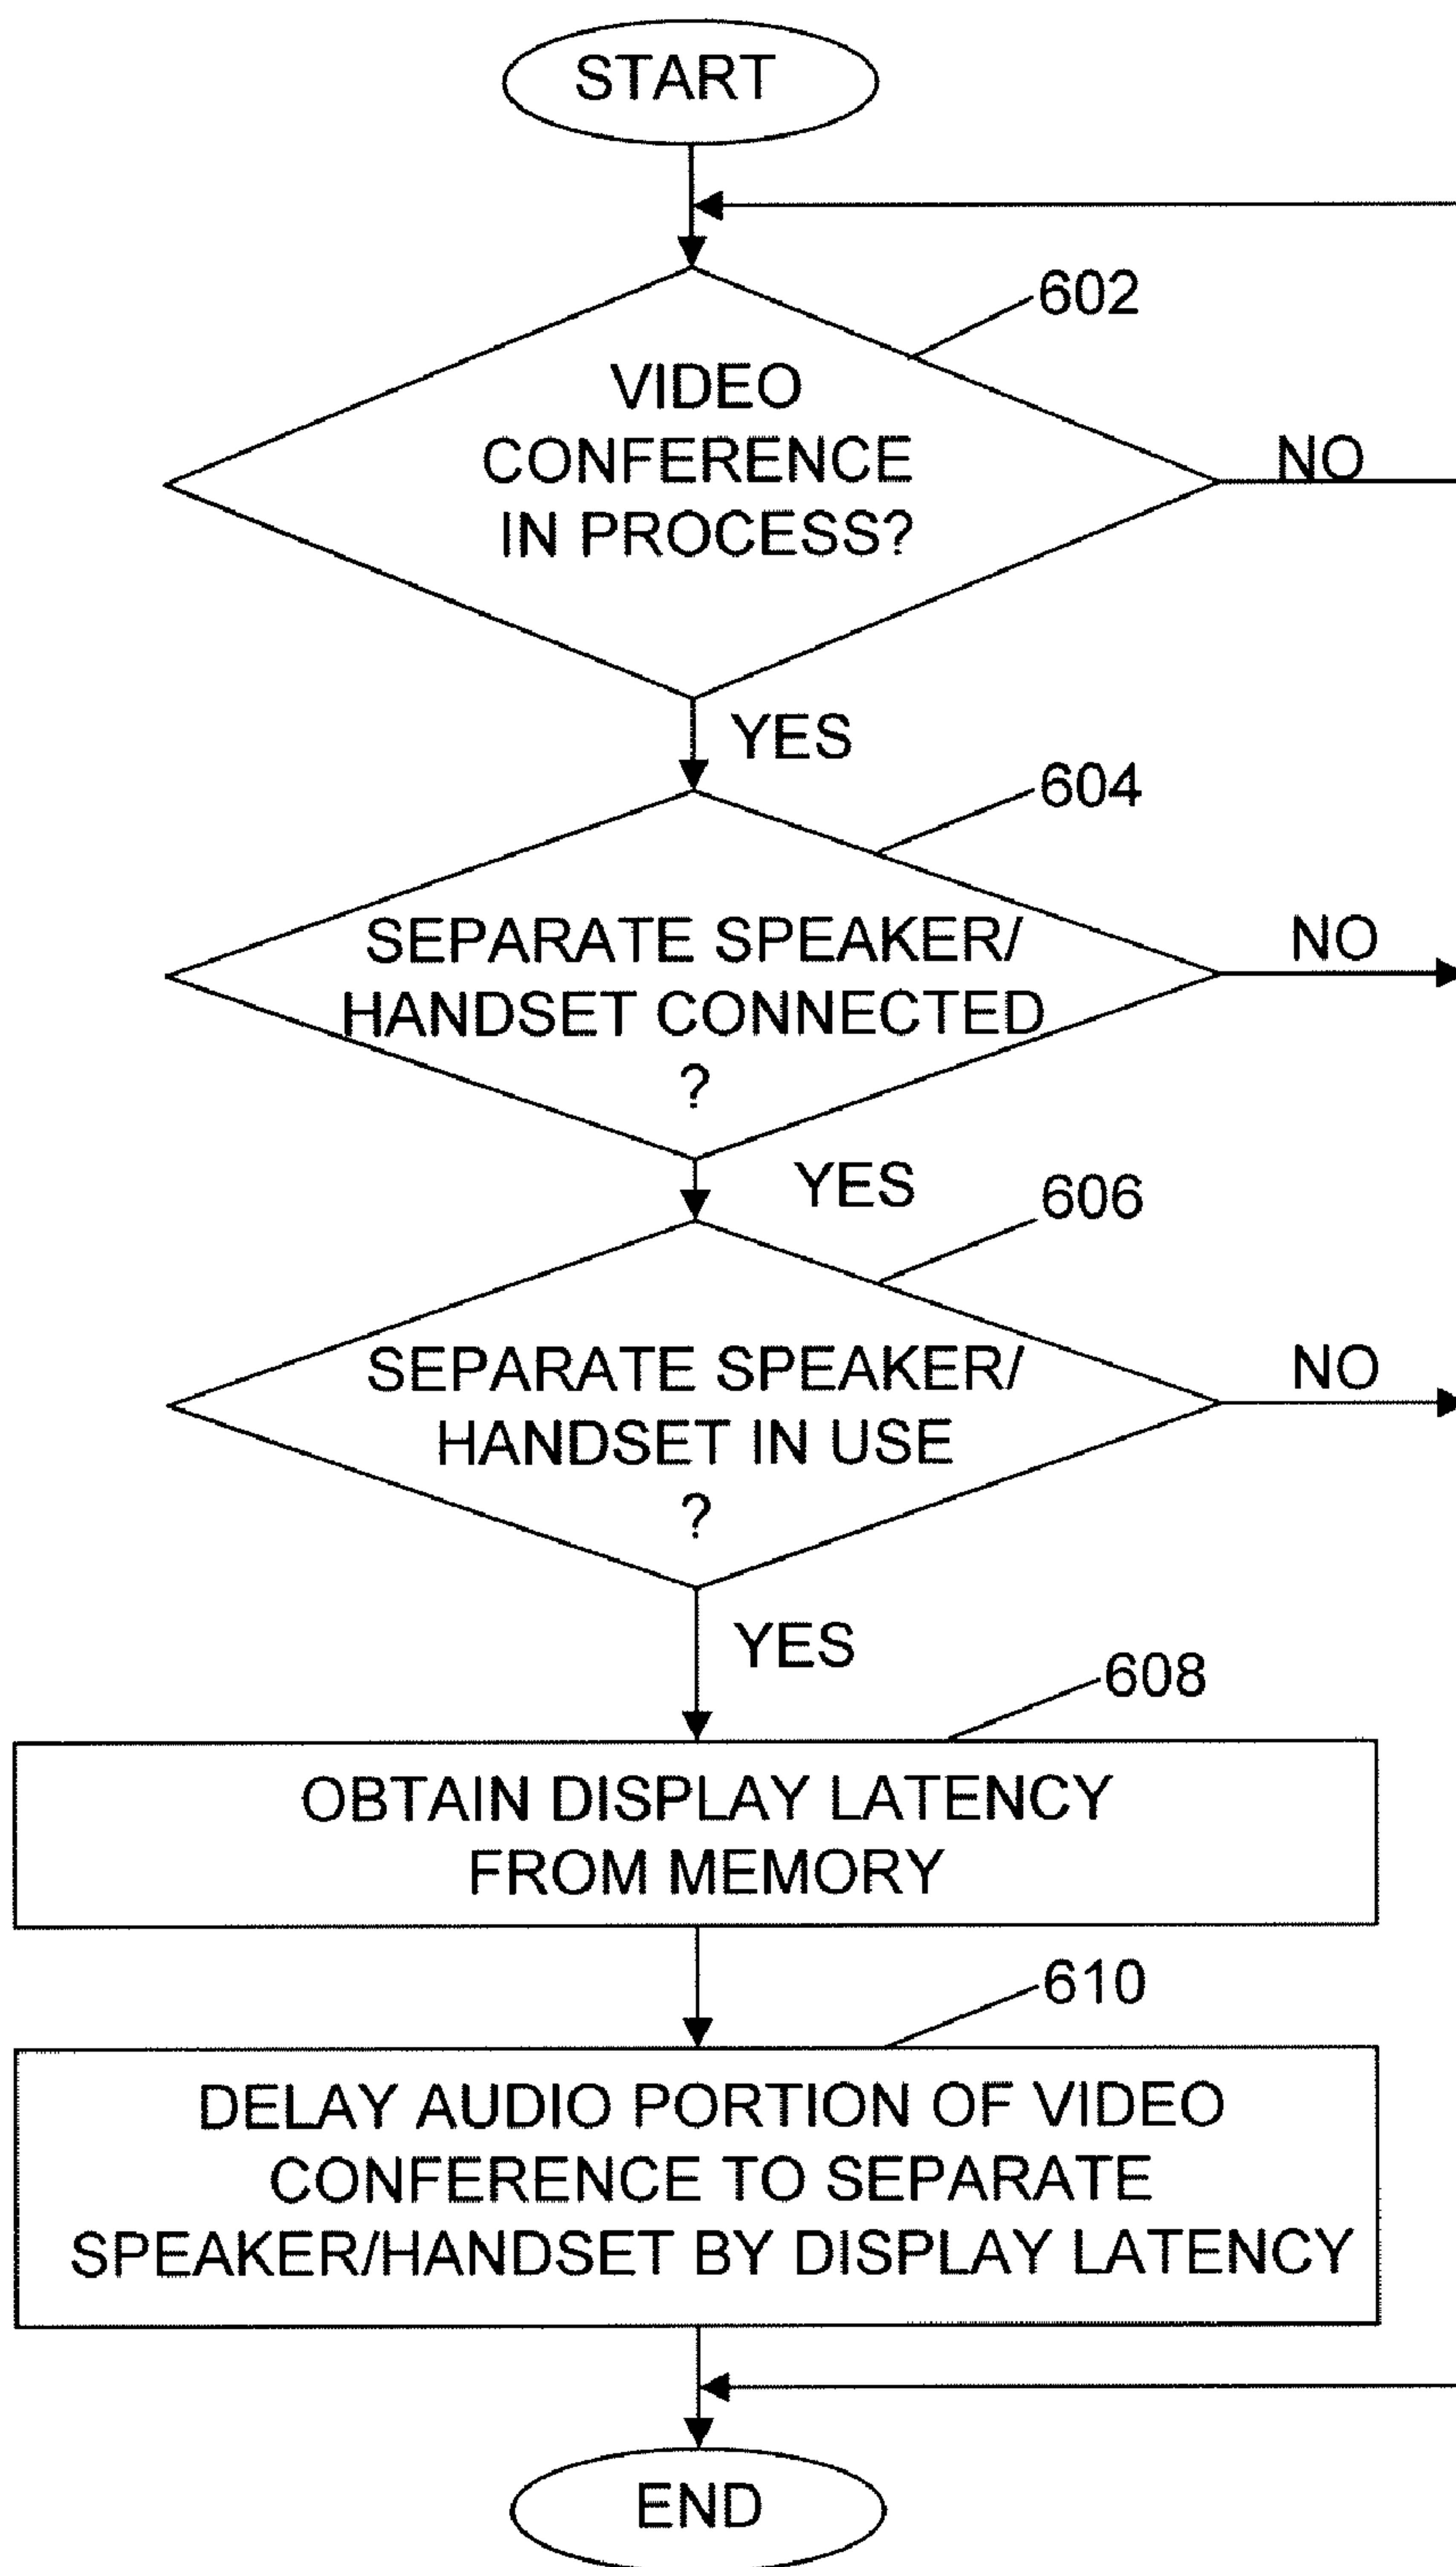 START
602
VIDEO
CONFERENCE
IN PROCESS?
NO
YES
604
SEPARATE SPEAKER/
HANDSET CONNECTED
?
NO
YES
606
SEPARATE SPEAKER/
HANDSET IN USE
?
NO
YES
608
OBTAIN DISPLAY LATENCY
FROM MEMORY
610
DELAY AUDIO PORTION OF VIDEO
CONFERENCE TO SEPARATE
SPEAKER/HANDSET BY DISPLAY LATENCY
END